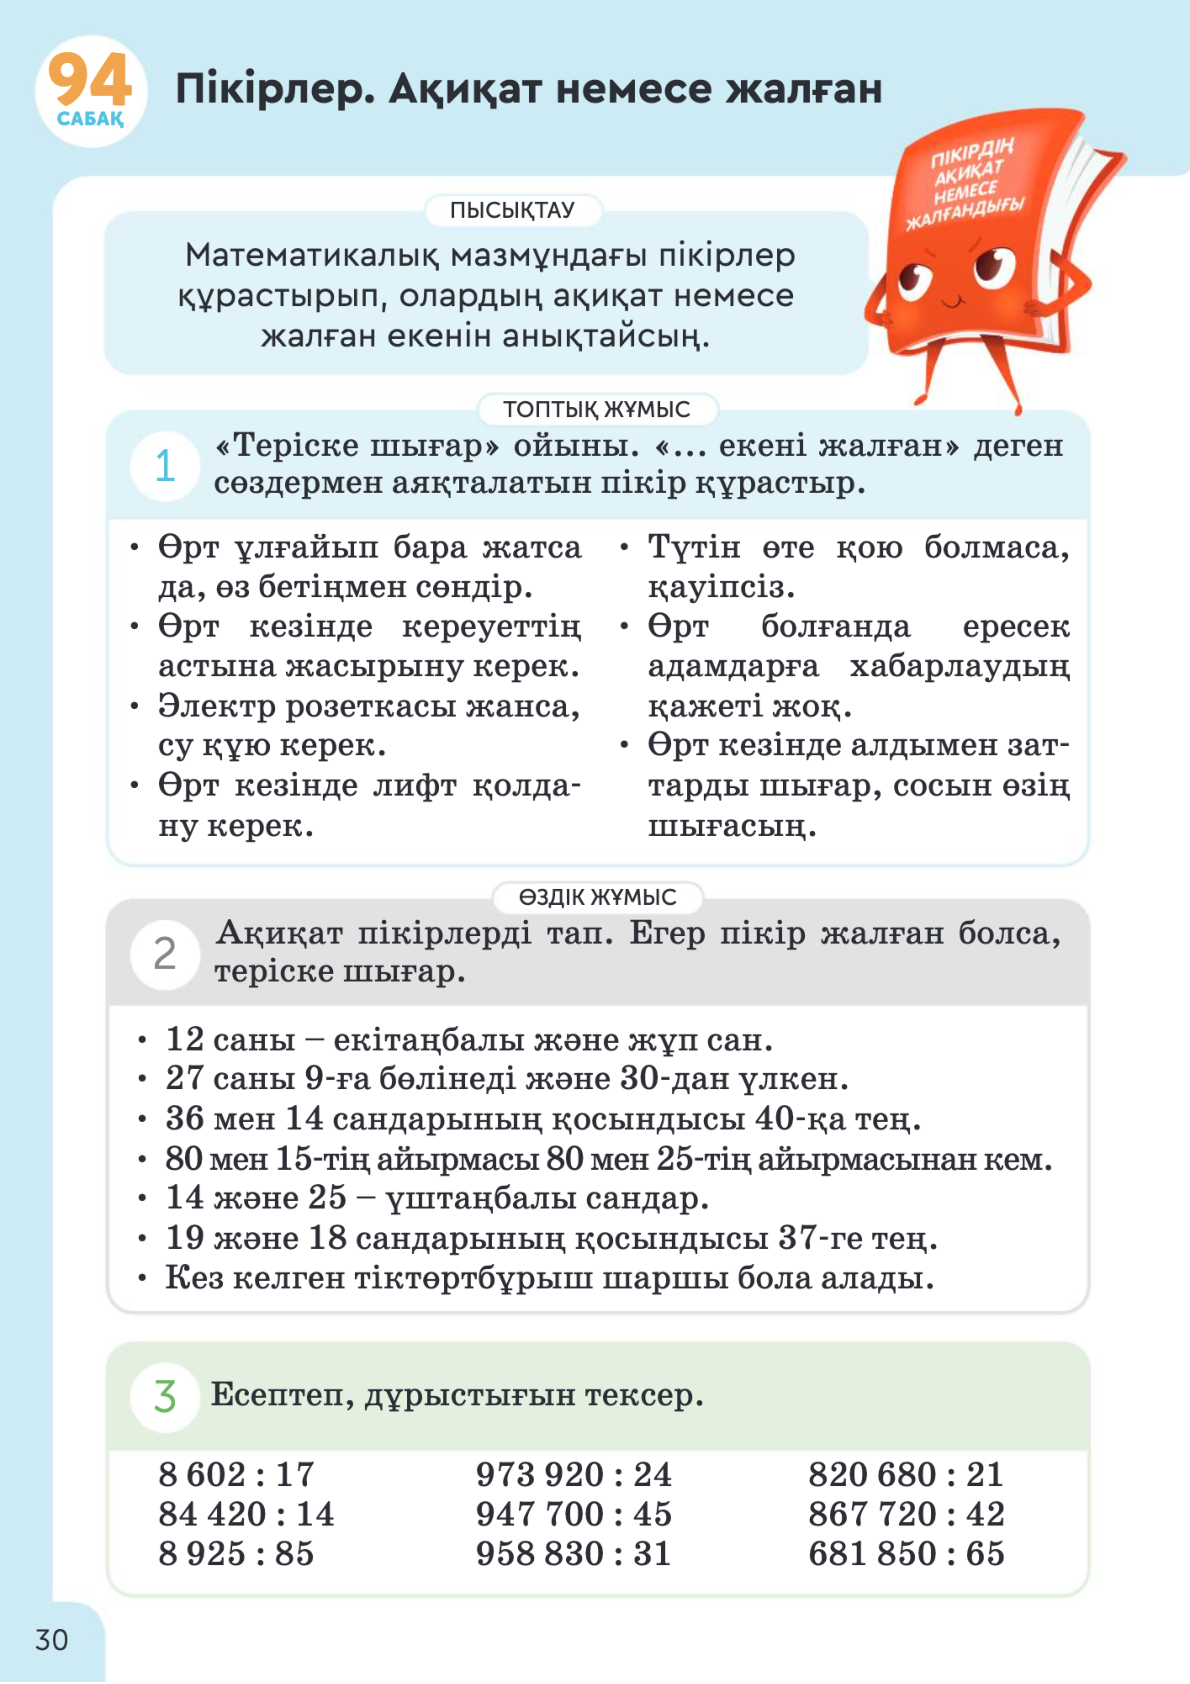 94
САБАҚ
Пікірлер. Ақиқат немесе жалған
ПІКІРДІҢ
АҚИҚАТ
НЕМЕСЕ
ЖАЛҒАНДЫҒЫ
ПЫСЫҚТАУ
Математикалық мазмұндағы пікірлер
құрастырып, олардың ақиқат немесе
жалған екенін анықтайсың.
ТОПТЫҚ ЖҰМЫС
1
«Теріске шығар» ойыны. «... екені жалған» деген
сөздермен аяқталатын пікір құрастыр.
• Өрт ұлғайып бара жатса
да, өз бетіңмен сөндір.
• Өрт кезінде кереуеттің
астына жасырыну керек.
• Электр розеткасы жанса,
су құю керек.
• Өрт кезінде лифт қолда-
ну керек.
• Түтін өте қою болмаса,
қауіпсіз.
• Өрт болғанда ересек
адамдарға хабарлаудың
қажеті жоқ.
• Өрт кезінде алдымен зат-
тарды шығар, сосын өзің
шығасың.
ӨЗДІК ЖҰМЫС
2
Ақиқат пікірлерді тап. Егер пікір жалған болса,
теріске шығар.
• 12 саны – екітаңбалы және жұп сан.
• 27 саны 9-ға бөлінеді және 30-дан үлкен.
• 36 мен 14 сандарының қосындысы 40-қа тең.
• 80 мен 15-тің айырмасы 80 мен 25-тің айырмасынан кем.
• 14 және 25 – үштаңбалы сандар.
• 19 және 18 сандарының қосындысы 37-ге тең.
• Кез келген тіктөртбұрыш шаршы бола алады.
3
Есептеп, дұрыстығын тексер.
8 602 : 17
84 420 : 14
8 925 : 85
973 920 : 24
947 700 : 45
958 830 : 31
820 680 : 21
867 720 : 42
681 850 : 65
30